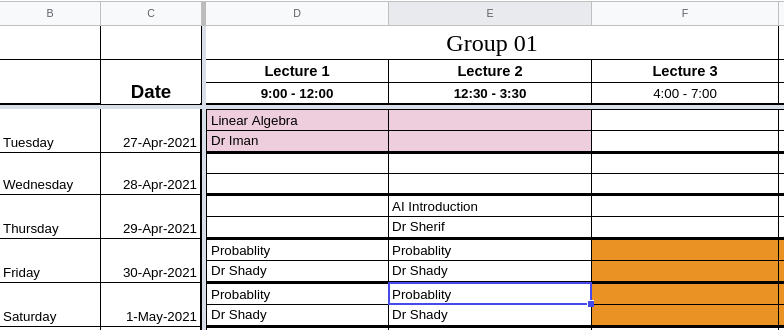 B C D E F
Group 01
Lecture 1 Lecture 2 Lecture 3
Date 9:00 - 12:00 12:30 - 3:30 4:00 - 7:00
Linear Algebra
Tuesday 27-Apr-2021 Dr Iman
Wednesday 28-Apr-2021
AI Introduction
Thursday 29-Apr-2021 Dr Sherif
Probablity Probablity
Friday 30-Apr-2021 Dr Shady Dr Shady
Probablity Probablity
Saturday 1-May-2021 Dr Shady Dr Shady